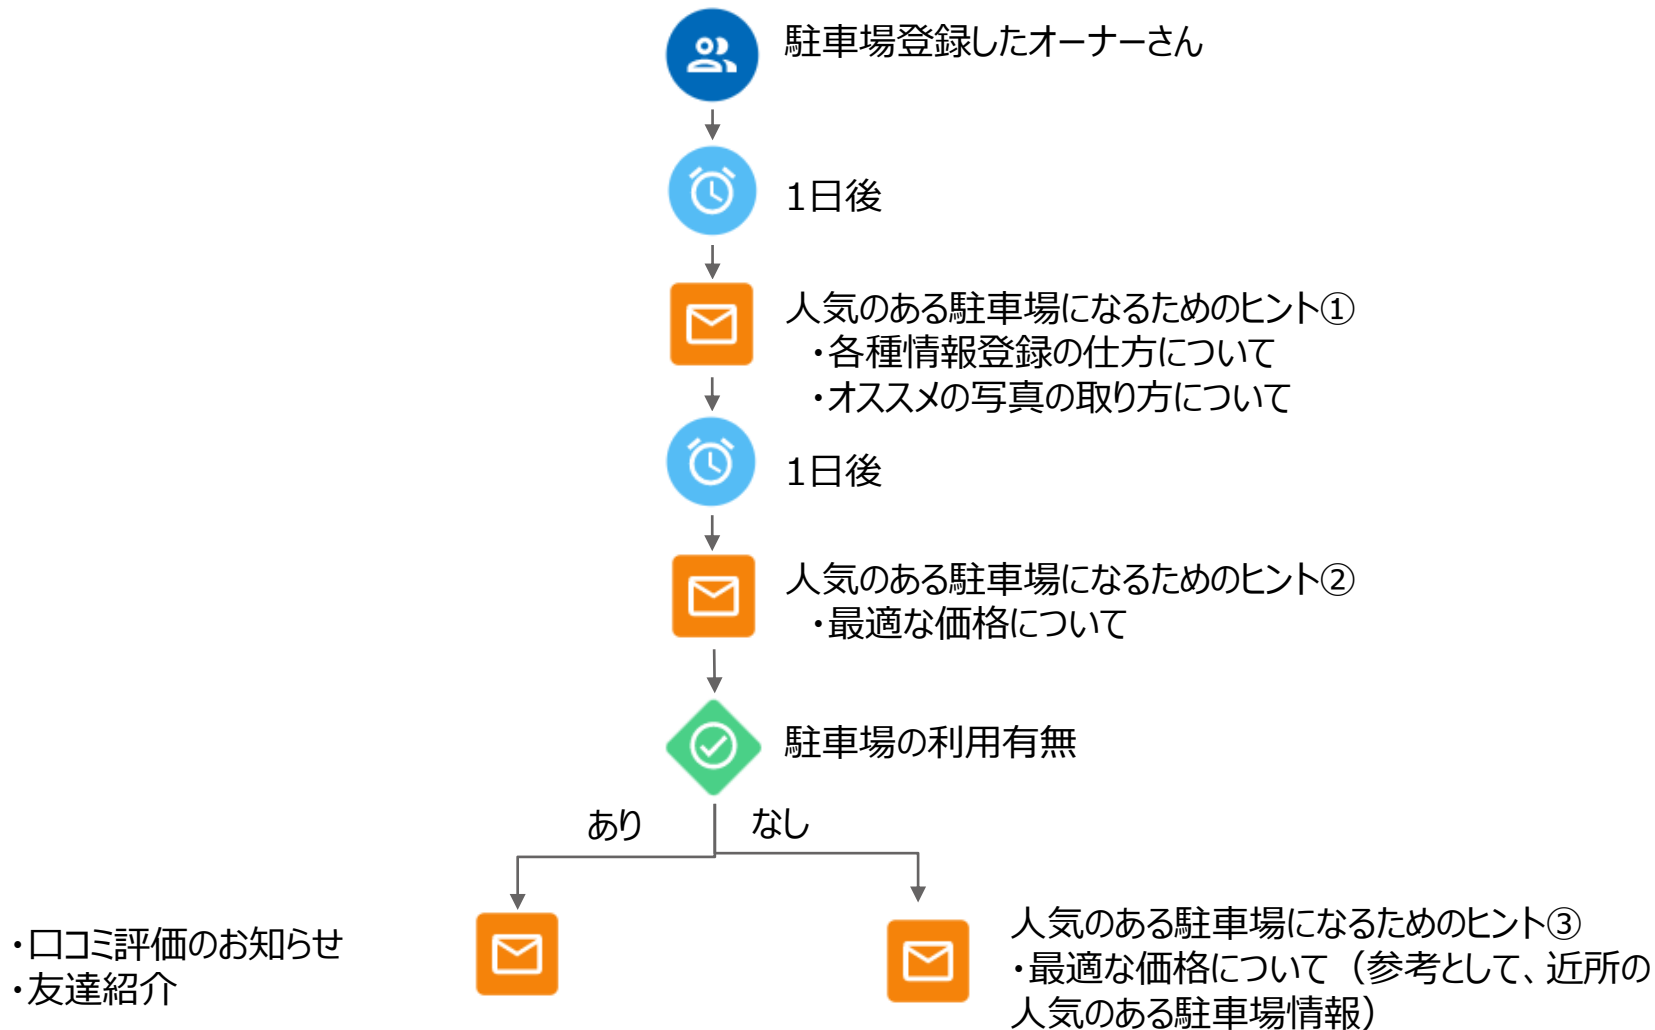 駐車場登録したオーナーさん
1日後
人気のある駐車場になるためのヒント①
・各種情報登録の仕方について
・オススメの写真の取り方について
1日後
人気のある駐車場になるためのヒント②
・最適な価格について
駐車場の利用有無
あり
なし
・口コミ評価のお知らせ
・友達紹介
人気のある駐車場になるためのヒント③
・最適な価格について（参考として、近所の
人気のある駐車場情報）